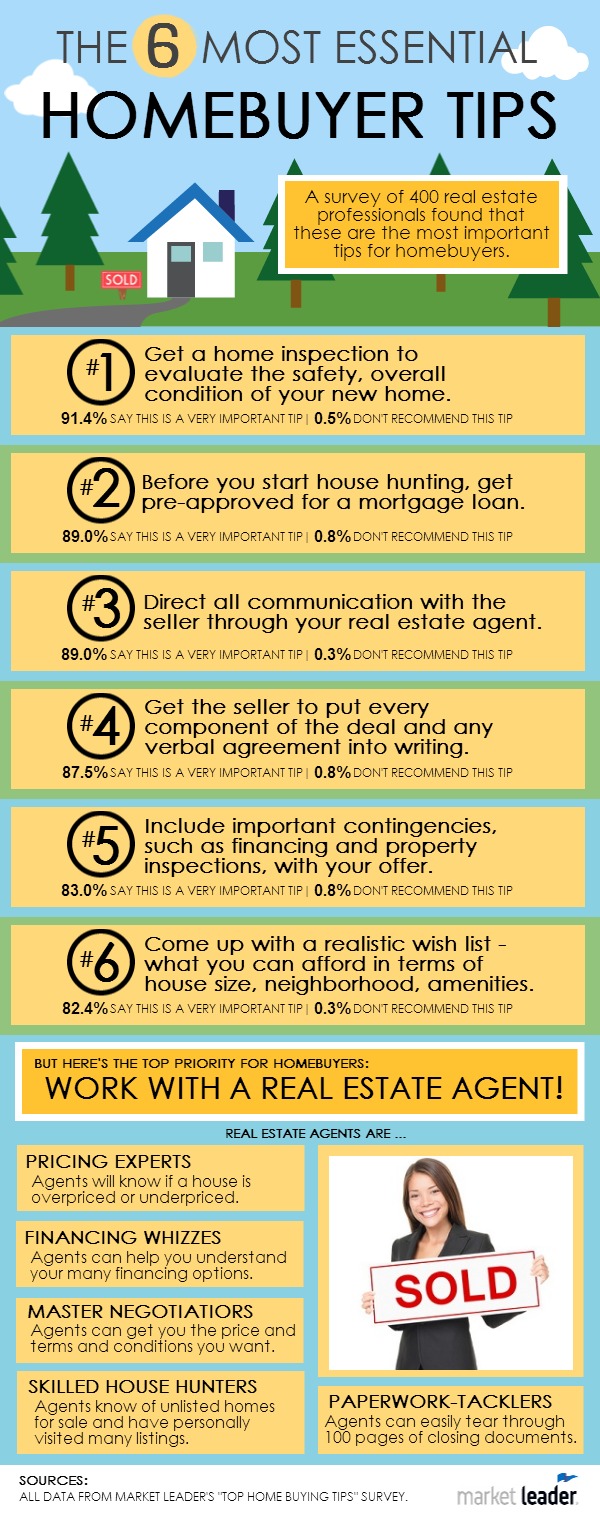 THE 6 MOST ESSENTIAL
HOMEBUYER TIPS
A survey of 400 real estate
professionals found that
these are the most important
tips for homebuyers.
SOLD
#1
Get a home inspection to
evaluate the safety, overall
condition of your new home.
91.4% SAY THIS IS A VERY IMPORTANT TIP | 0.5% DON'T RECOMMEND THIS TIP
#2
Before you start house hunting, get
pre-approved for a mortgage loan.
89.0% SAY THIS IS A VERY IMPORTANT TIP | 0.8% DON'T RECOMMEND THIS TIP
#3
Direct all communication with the
seller through your real estate agent.
89.0% SAY THIS IS A VERY IMPORTANT TIP | 0.3% DON'T RECOMMEND THIS TIP
#4
Get the seller to put every
component of the deal and any
verbal agreement into writing.
87.5% SAY THIS IS A VERY IMPORTANT TIP | 0.8% DON'T RECOMMEND THIS TIP
#5
Include important contingencies,
such as financing and property
inspections, with your offer.
83.0% SAY THIS IS A VERY IMPORTANT TIP | 0.8% DON'T RECOMMEND THIS TIP
#6
Come up with a realistic wish list -
what you can afford in terms of
house size, neighborhood, amenities.
82.4% SAY THIS IS A VERY IMPORTANT TIP | 0.3% DON'T RECOMMEND THIS TIP
BUT HERE'S THE TOP PRIORITY FOR HOMEBUYERS:
WORK WITH A REAL ESTATE AGENT!
REAL ESTATE AGENTS ARE ...
PRICING EXPERTS
Agents will know if a house is
overpriced or underpriced.
FINANCING WHIZZES
Agents can help you understand
your many financing options.
MASTER NEGOTIATIORS
Agents can get you the price and
terms and conditions you want.
SKILLED HOUSE HUNTERS
Agents know of unlisted homes
for sale and have personally
visited many listings.
SOLD
PAPERWORK-TACKLERS
Agents can easily tear through
100 pages of closing documents.
SOURCES:
ALL DATA FROM MARKET LEADER'S "TOP HOME BUYING TIPS" SURVEY.
market leader